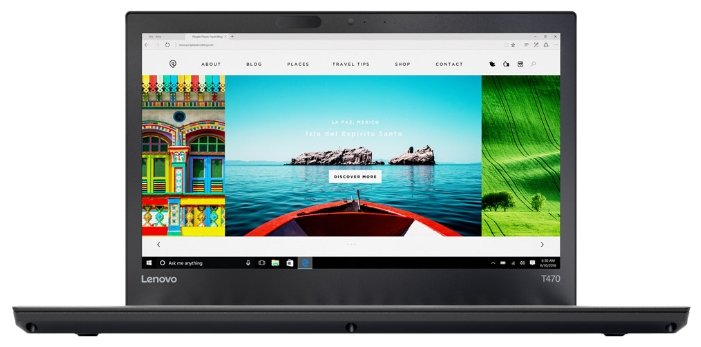 ABOUT
BLOG
PLACES
TRAVEL TIPS
SHOP
CONTACT
LA PAZ, MEXICO
Isla del Espíritu Santo
DISCOVER MORE
Ask me anything
Lenovo
T470